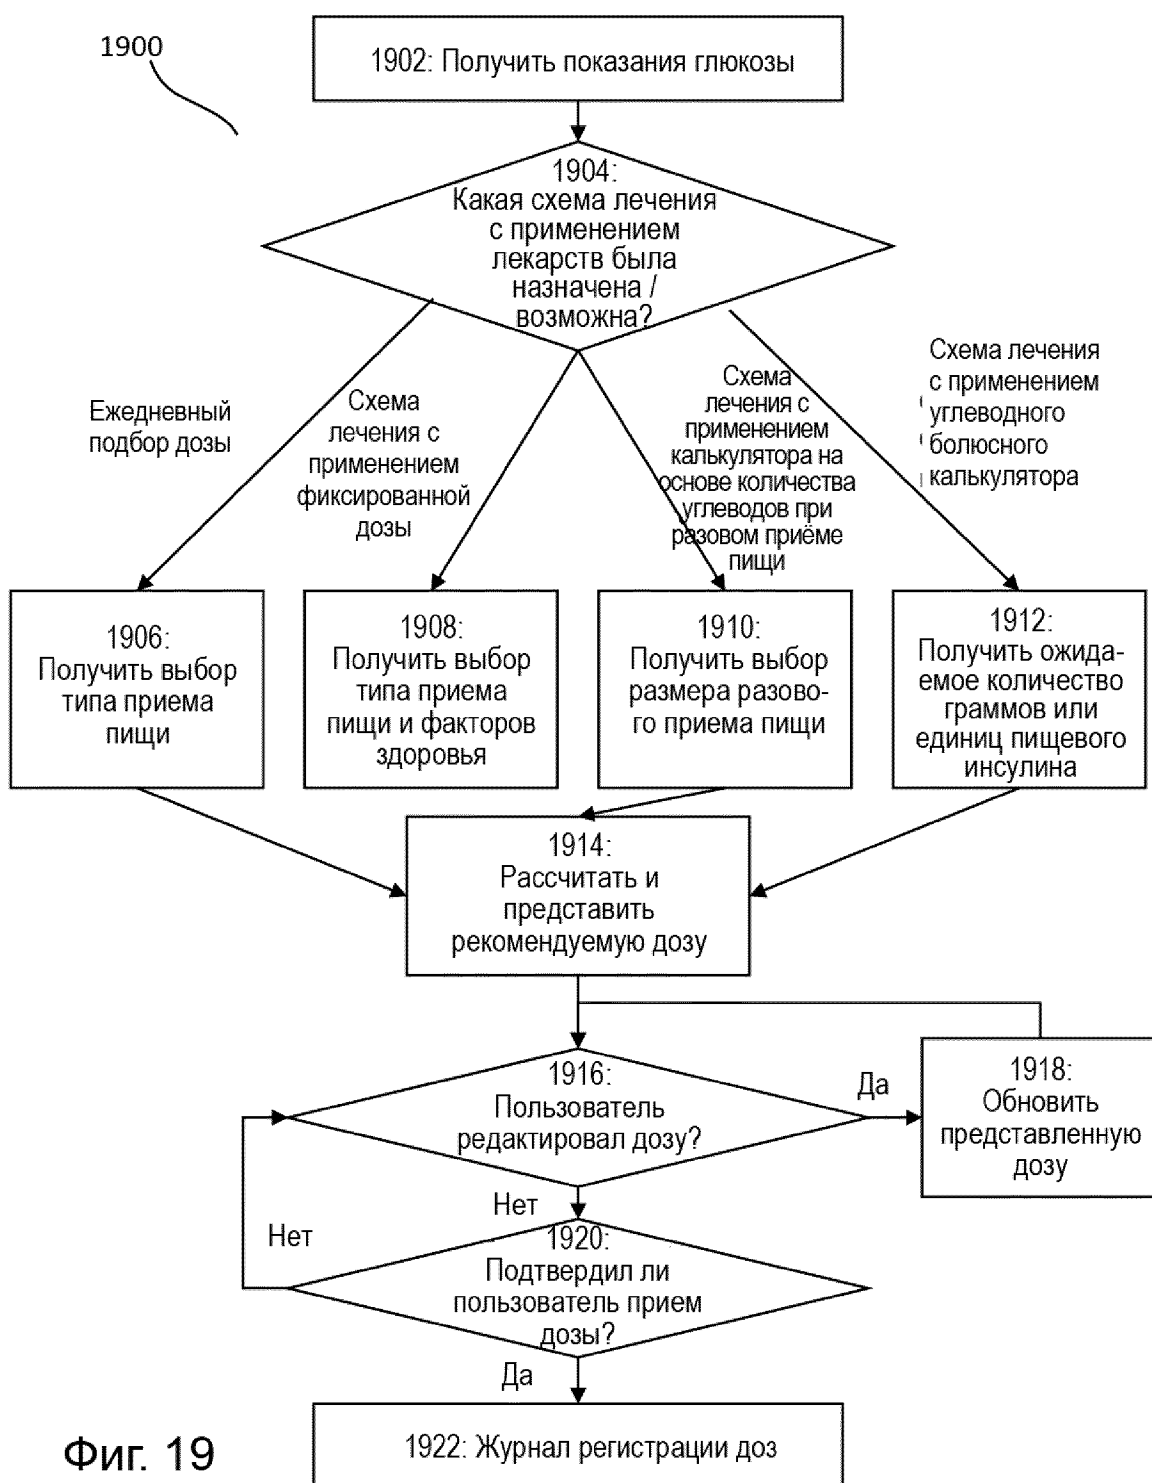 1900
1902: Получить показания глюкозы
1904:
Какая схема лечения
с применением
лекарств была
назначена /
возможна?
Ежедневный
подбор дозы
Схема
лечения с
применением
фиксированной
дозы
Схема
лечения с
применением
калькулятора на
основе количества
углеводов при
разовом приёме
пищи
Схема лечения
с применением
углеводного
болюсного
калькулятора
1906:
Получить выбор
типа приема
пищи
1908:
Получить выбор
типа приема
пищи и факторов
здоровья
1910:
Получить выбор
размера разово-
го приема пищи
1912:
Получить ожида-
емое количество
граммов или
единиц пищевого
инсулина
1914:
Рассчитать и
представить
рекомендуемую дозу
1916:
Пользователь
редактировал дозу?
Да
1918:
Обновить
представленную
дозу
Нет
Нет
1920:
Подтвердил ли
пользователь прием
дозы?
Да
1922: Журнал регистрации доз
Фиг. 19